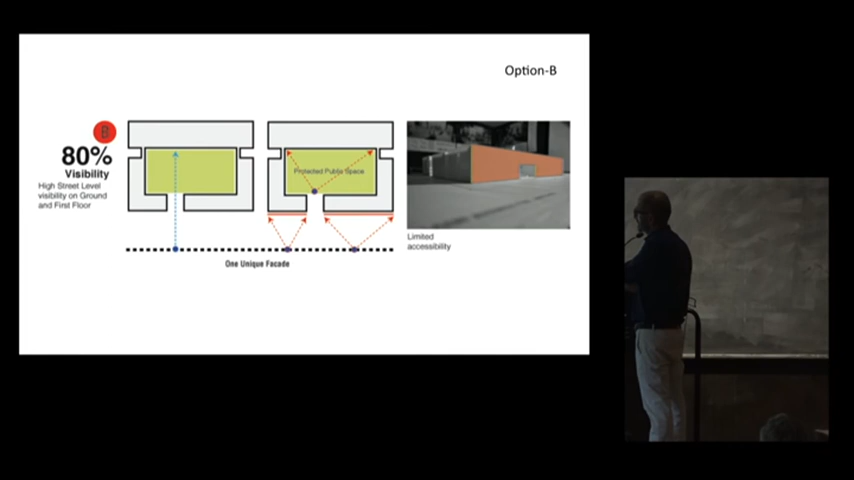 Option-B
B
80%
Visibility
High Street Level
visibility on Ground
and First Floor
Protected Public Space
One Unique Facade
Limited
accessibility